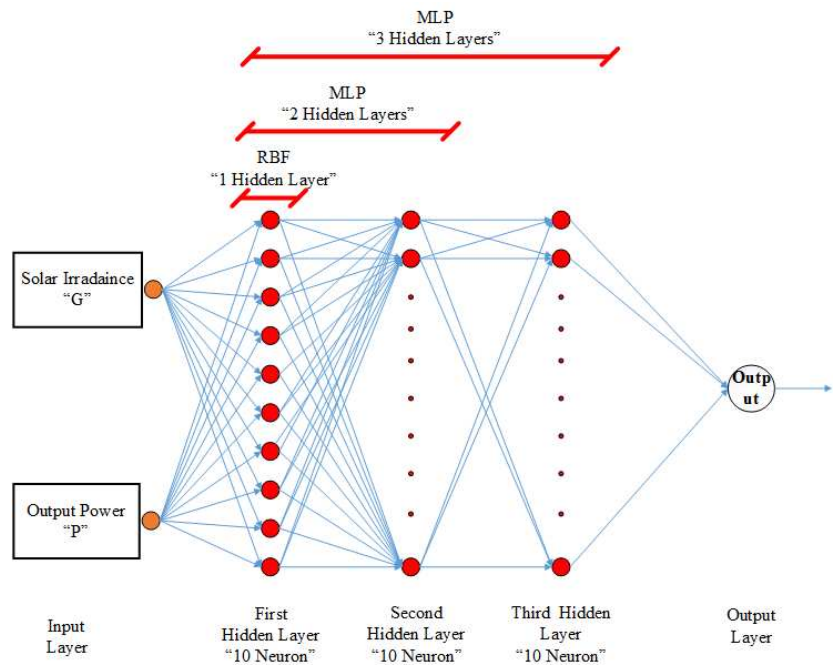 MLP
“3 Hidden Layers”
MLP
“2 Hidden Layers”
RBF
“1 Hidden Layer”
Solar Irradaince
“G”
Output Power
“P”
Outp
ut
Input
Layer
First
Hidden Layer
“10 Neuron”
Second
Hidden Layer
“10 Neuron”
Third Hidden
Layer
“10 Neuron”
Output
Layer